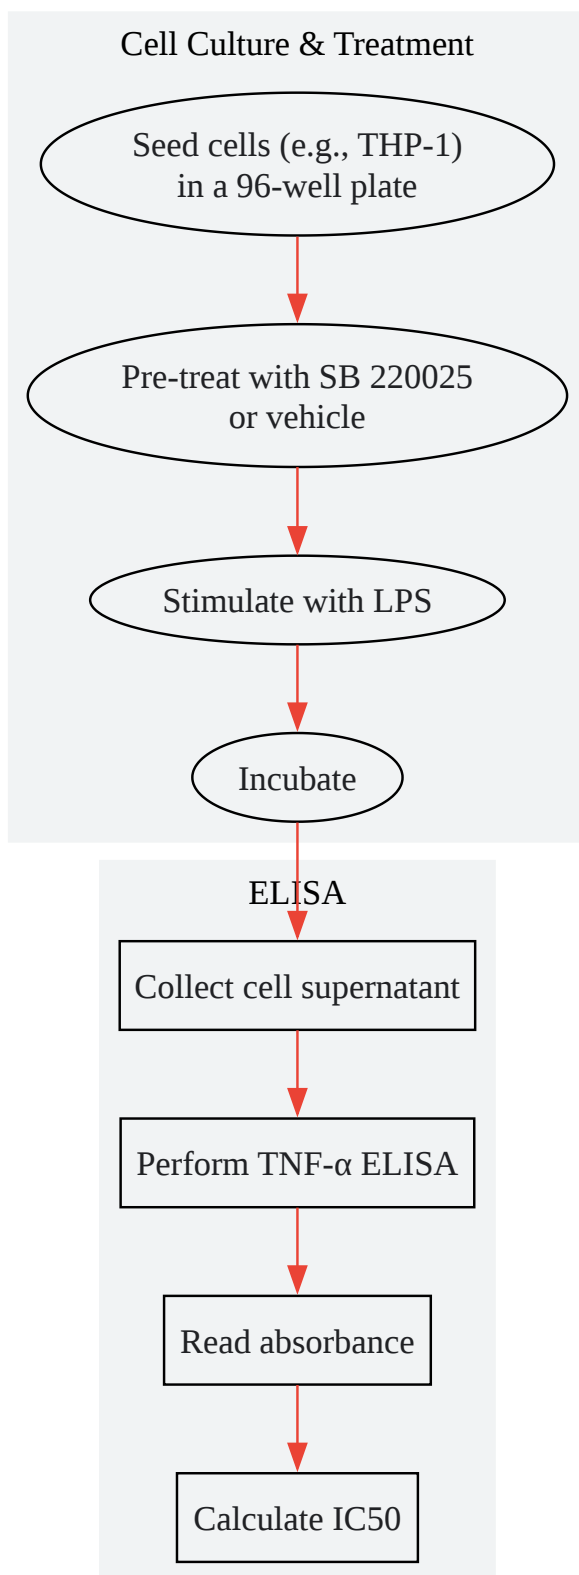 Cell Culture & Treatment
Seed cells (e.g., THP-1)
in a 96-well plate
Pre-treat with SB 220025
or vehicle
Stimulate with LPS
Incubate
ELISA
Collect cell supernatant
Perform TNF-α ELISA
Read absorbance
Calculate IC50